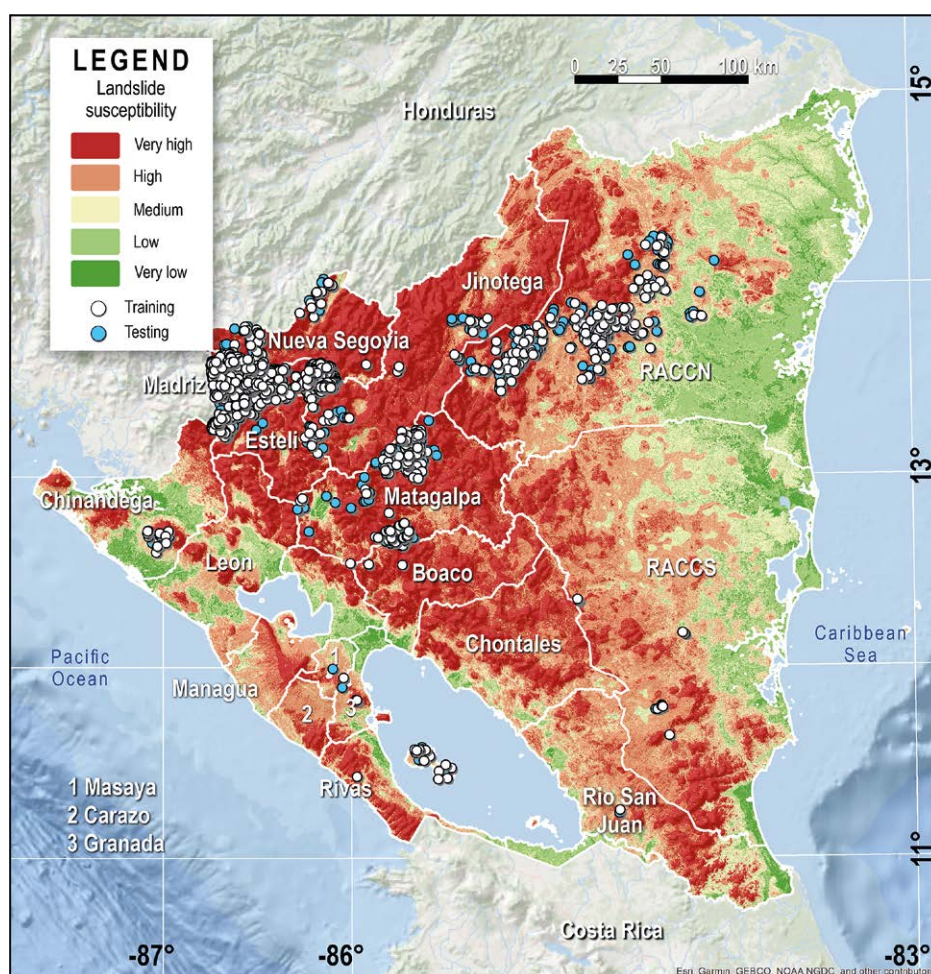 LEGEND
Landslide
susceptibility
Very high
High
Medium
Low
Very low
Training
Testing
0 25 50 100 km
Honduras
15°
Jinotega
Nueva Segovia
Madriz
RACCN
Esteli
13°
Chinandega
Matagalpa
Leon
Boaco
RACCS
Chontales
Pacific
Ocean
Caribbean
Sea
Managua
1
2
3
Rivas
1 Masaya
2 Carazo
3 Granada
Rio San
Juan
11°
Costa Rica
-87°
-86°
-83°
Esri, Garmin, GEBCO, NOAA NGDC, and other contributor